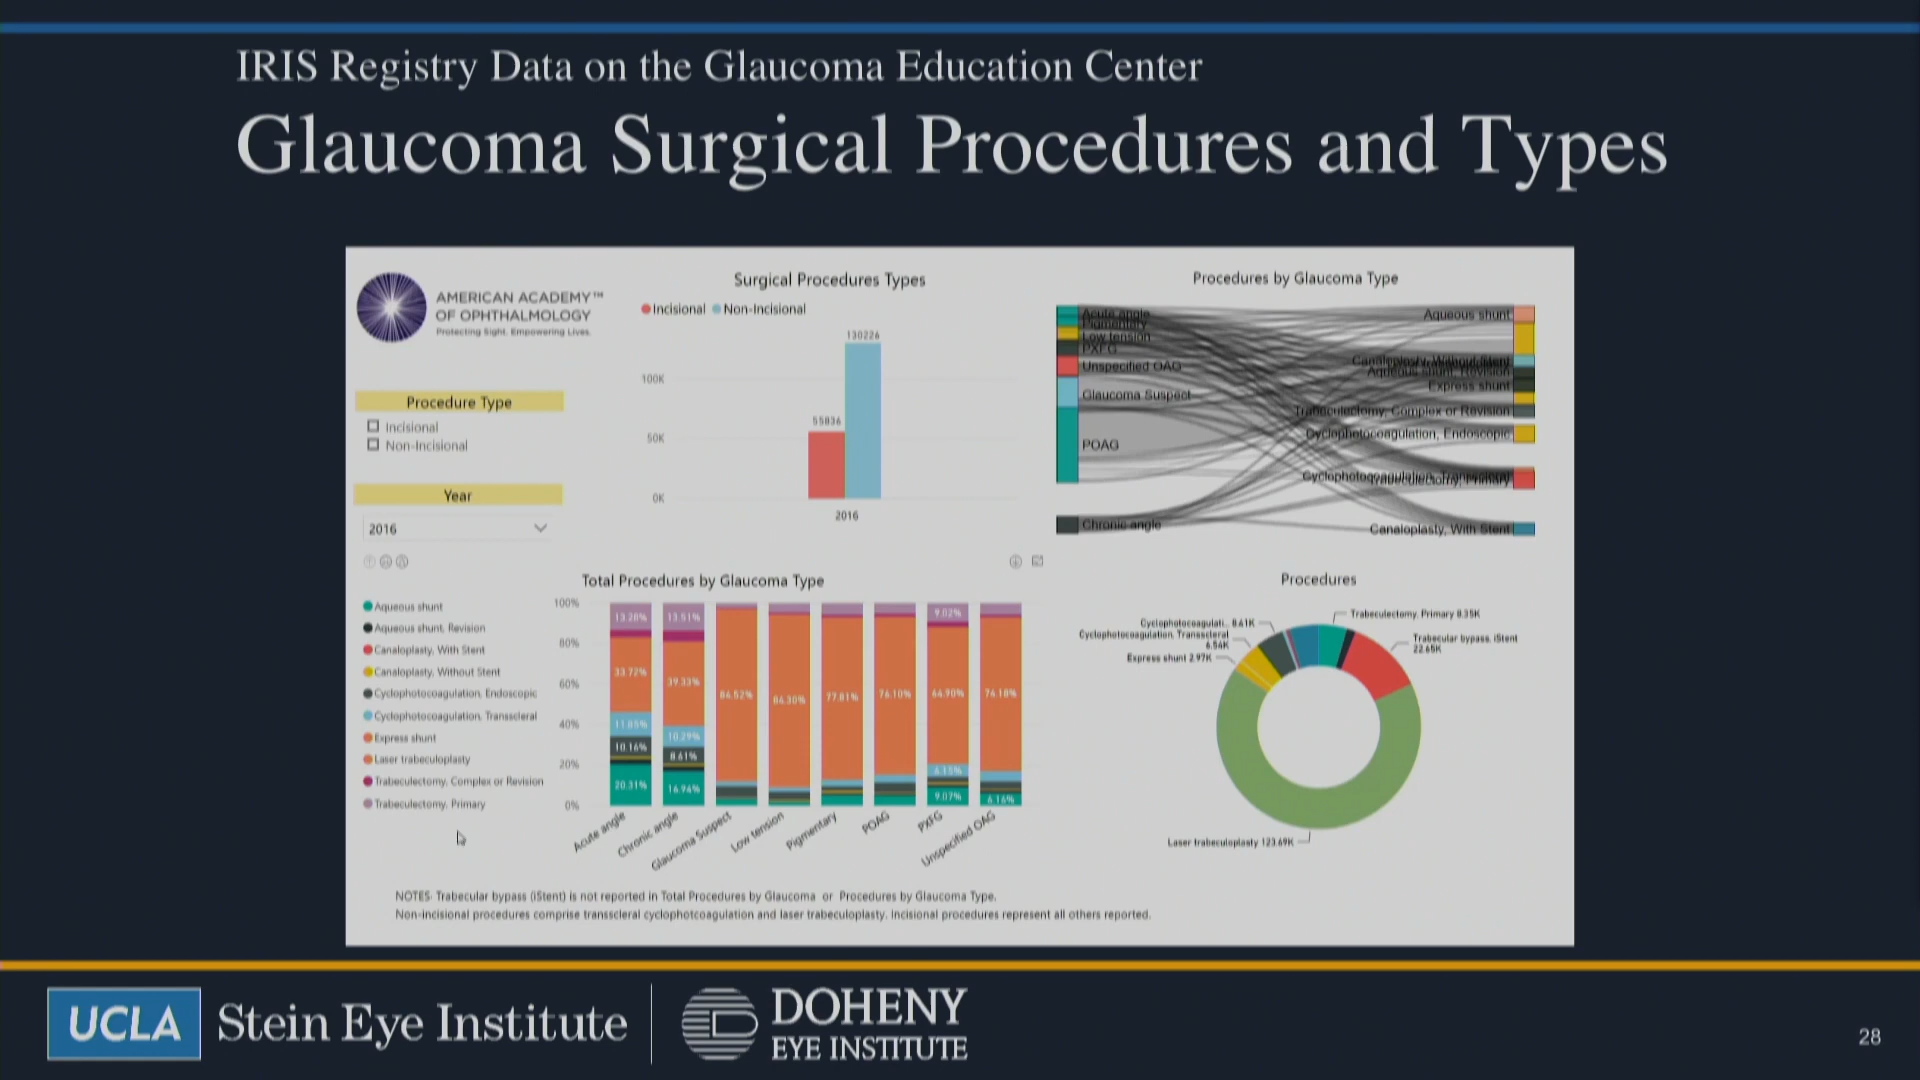 IRIS Registry Data on the Glaucoma Education Center
Glaucoma Surgical Procedures and Types
AMERICAN ACADEMY™
OF OPHTHALMOLOGY
Protecting Sight. Empowering Lives.
Procedure Type
Incisional
Non-Incisional
Year
2016
Surgical Procedures Types
Incisional Non-Incisional
130226
100K
55836
50K
0K
2016
Procedures by Glaucoma Type
Acute angle
Pigmentary
Low tension
PXFG
Unspecified OAG
Glaucoma Suspect
POAG
Chronic angle
Aqueous shunt
Canaloplasty, Without Stent
Aqueous shunt, Revision
Express shunt
Trabeculectomy, Complex or Revision
Cyclophotocoagulation, Endoscopic
Cyclophotocoagulation, Transscleral
Trabeculectomy, Primary
Canaloplasty, With Stent
Total Procedures by Glaucoma Type
Aqueous shunt
Aqueous shunt, Revision
Canaloplasty, With Stent
Canaloplasty, Without Stent
Cyclophotocoagulation, Endoscopic
Cyclophotocoagulation, Transscleral
Express shunt
Laser trabeculoplasty
Trabeculectomy, Complex or Revision
Trabeculectomy, Primary
100%
80%
60%
40%
20%
0%
13.28% 13.51% 9.02%
33.72% 39.33% 86.52% 86.30% 77.81% 76.10% 64.90% 76.18%
11.85% 10.29% 6.15%
10.16% 8.61%
20.31% 16.94% 9.07% 6.16%
Acute angle
Chronic angle
Glaucoma Suspect
Low tension
Pigmentary
POAG
PXFG
Unspecified OAG
Procedures
Cyclophotocoagulati... 8.41K
Cyclophotocoagulation, Transscleral
6.54K
Express shunt 2.97K
Trabeculectomy, Primary 8.35K
Trabecular bypass, iStent
22.65K
Laser trabeculoplasty 123.69K
NOTES: Trabecular bypass (iStent) is not reported in Total Procedures by Glaucoma or Procedures by Glaucoma Type.
Non-incisional procedures comprise transscleral cyclophotcoagulation and laser trabeculoplasty. Incisional procedures represent all others reported.
UCLA Stein Eye Institute
DOHENY
EYE INSTITUTE
28